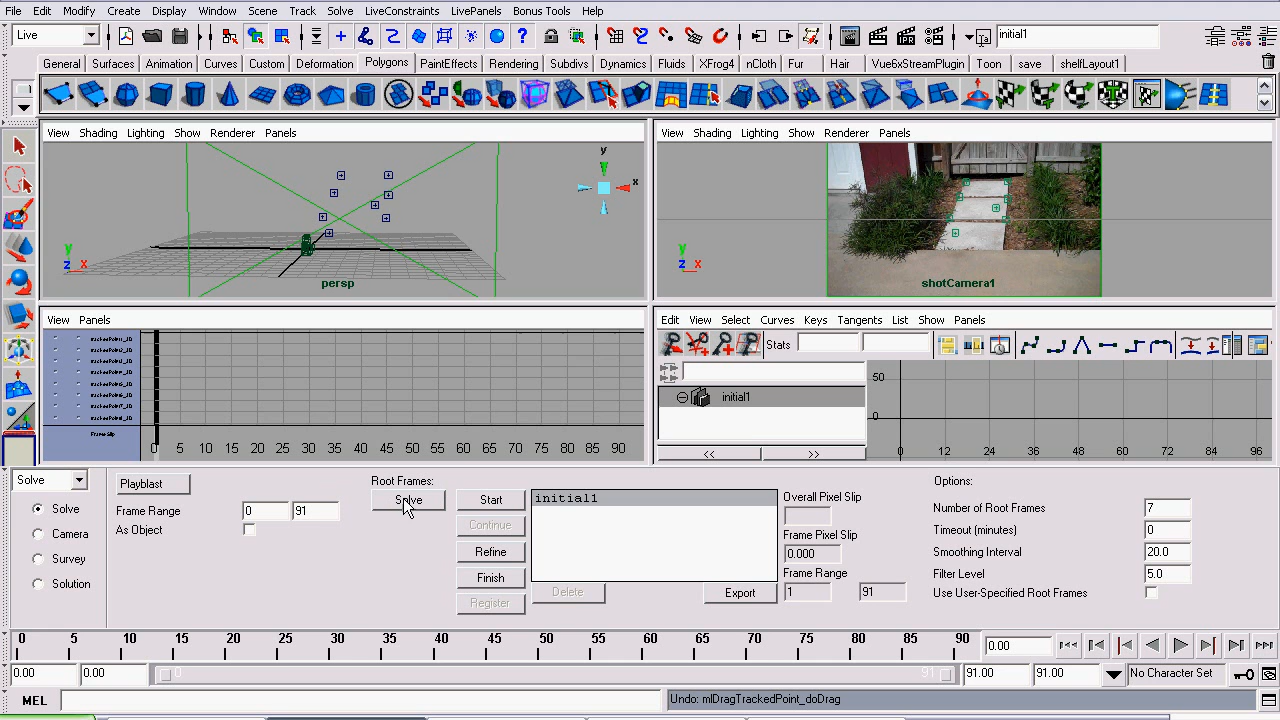 File Edit Modify Create Display Window Scene Track Solve LiveConstraints LivePanels Bonus Tools Help
Live
initial1
General Surfaces Animation Curves Custom Deformation Polygons PaintEffects Rendering Subdivs Dynamics Fluids XFrog4 nCloth Fur Hair Vue6xStreamPlugin Toon save shelfLayout1
View Shading Lighting Show Renderer Panels
y
x
y
z x
persp
View Shading Lighting Show Renderer Panels
y
z x
shotCamera1
View Panels
0 5 10 15 20 25 30 35 40 45 50 55 60 65 70 75 80 85 90
Edit View Select Curves Keys Tangents List Show Panels
Stats
initial1
<< >>
50
0
0 12 24 36 48 60 72 84 96
Solve
Solve
Camera
Survey
Solution
Playblast
Frame Range 0 91
As Object
Root Frames:
Solve
Start
Continue
Refine
Finish
Register
initial1
Delete
Export
Overall Pixel Slip
Frame Pixel Slip
0.000
Frame Range
1 91
Options:
Number of Root Frames 7
Timeout (minutes) 0
Smoothing Interval 20.0
Filter Level 5.0
Use User-Specified Root Frames
0 5 10 15 20 25 30 35 40 45 50 55 60 65 70 75 80 85 90
0.00
0.00 0.00 0 91 91.00 91.00 No Character Set
MEL
Undo: mlDragTrackedPoint_doDrag